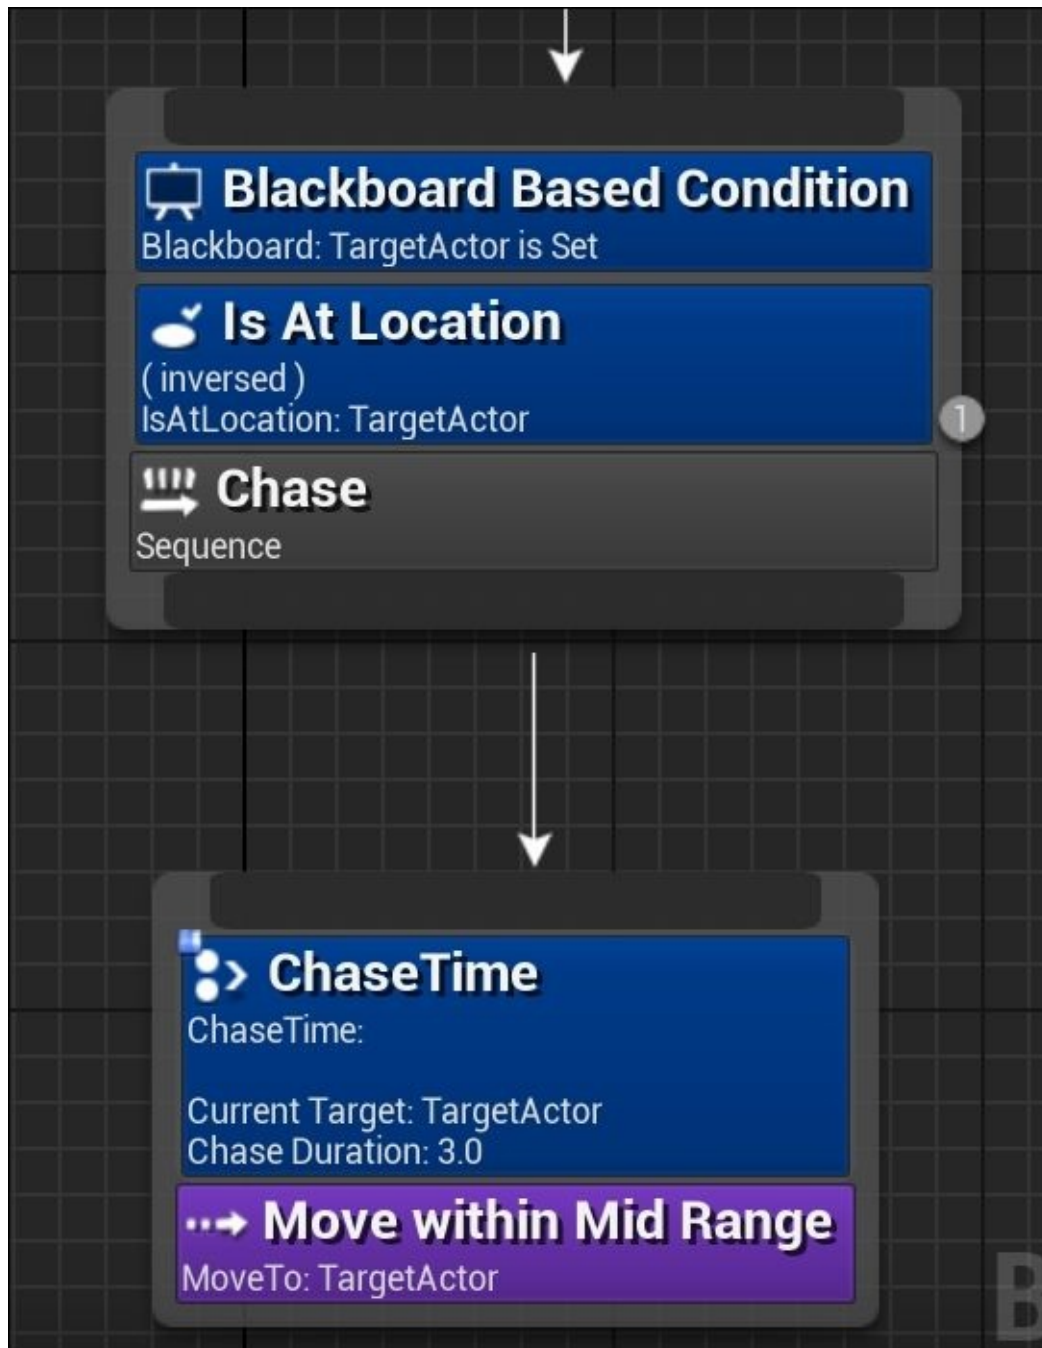 Blackboard Based Condition
Blackboard: TargetActor is Set
Is At Location
( inversed )
IsAtLocation: TargetActor
1
Chase
Sequence
ChaseTime
ChaseTime:
Current Target: TargetActor
Chase Duration: 3.0
Move within Mid Range
MoveTo: TargetActor
B